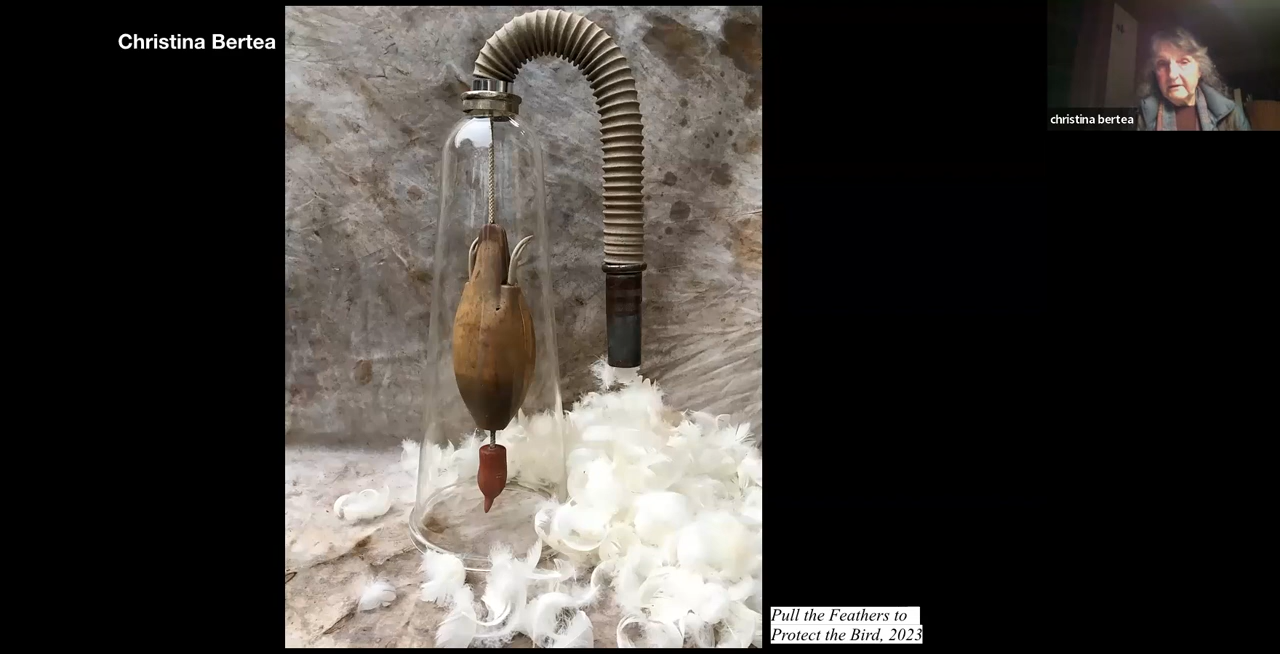 Christina Bertea
christina bertea
Pull the Feathers to
Protect the Bird, 2023